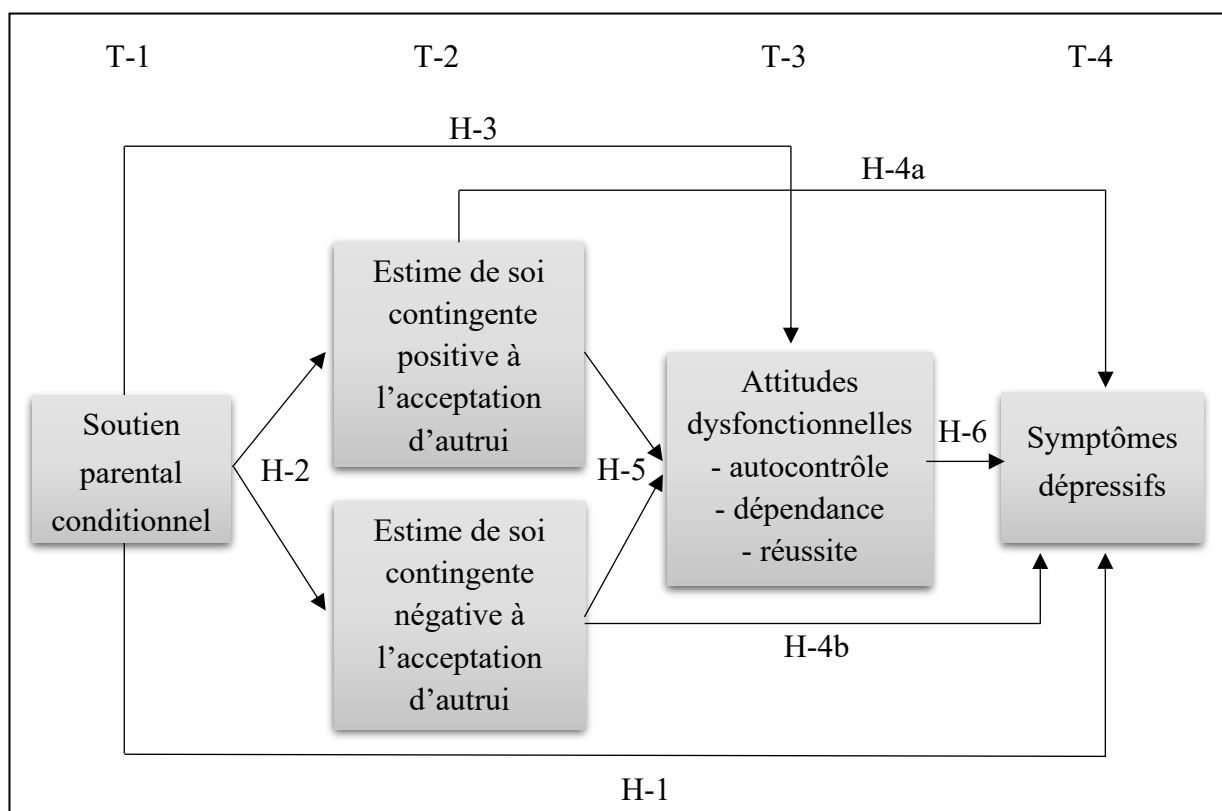 T-1 T-2 T-3 T-4
H-3
H-4a
Estime de soi
contingente
positive à
l’acceptation
d’autrui
Soutien
parental
conditionnel
H-2
H-5
Attitudes
dysfonctionnelles
- autocontrôle
- dépendance
- réussite
H-6
Symptômes
dépressifs
Estime de soi
contingente
négative à
l’acceptation
d’autrui
H-4b
H-1